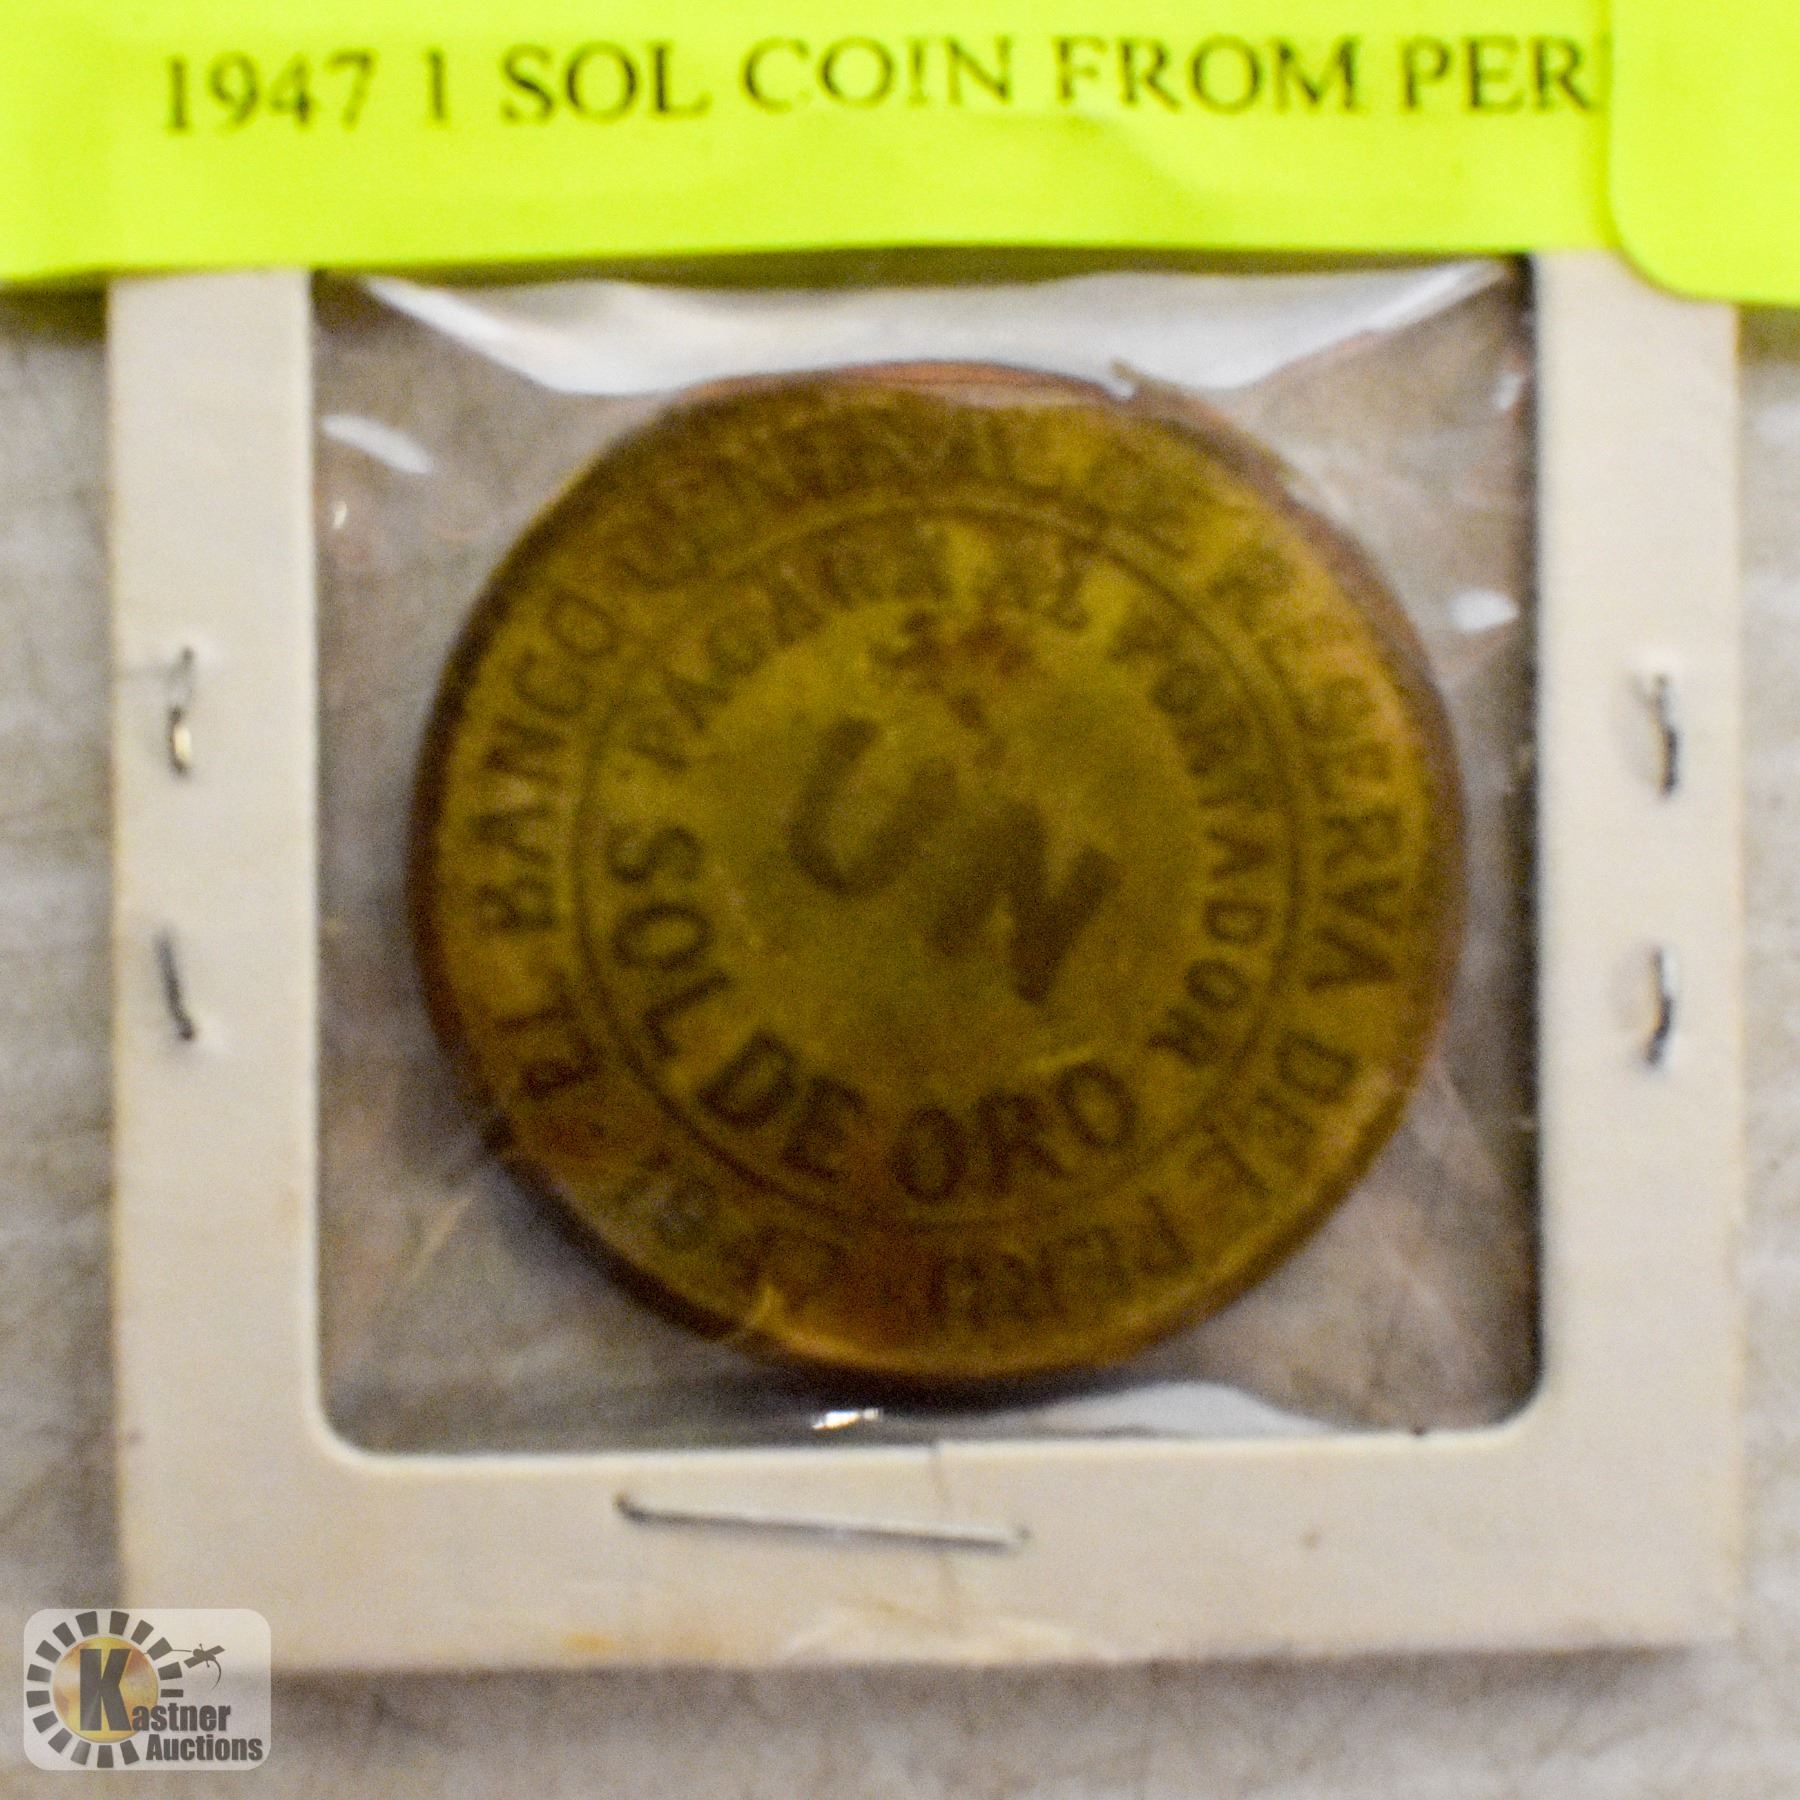 1947 1 SOL COIN FROM PER
EL BANCO CENTRAL DE RESERVA DEL PERU
PAGARA AL PORTADOR
UN
SOL DE ORO
Kastner
Auctions